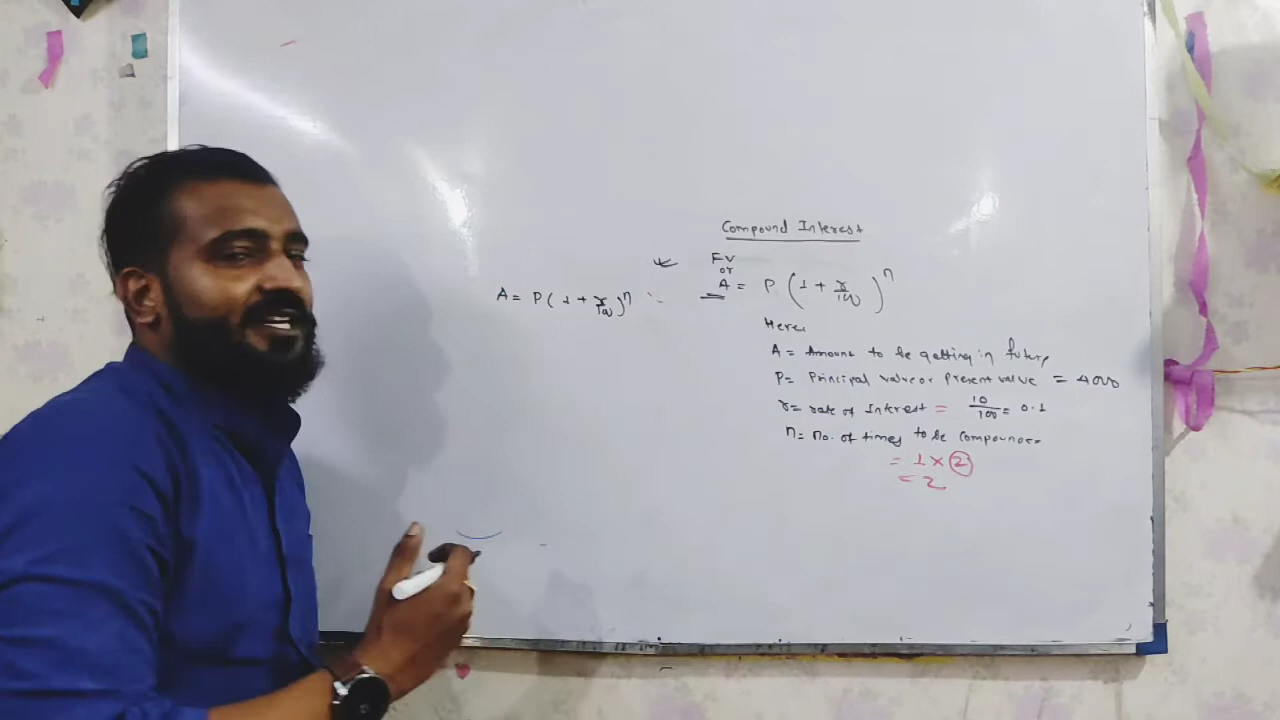 Compound Interest
FV
or
A = P ( 1 + r/100 )^n
A = P ( 1 + r/100 )^n
Here,
A = Amount to be getting in future
P = Principal value or Present value = 4000
r = rate of Interest = 10/100 = 0.1
n = no. of times to be compounded
= 1 × 2
= 2